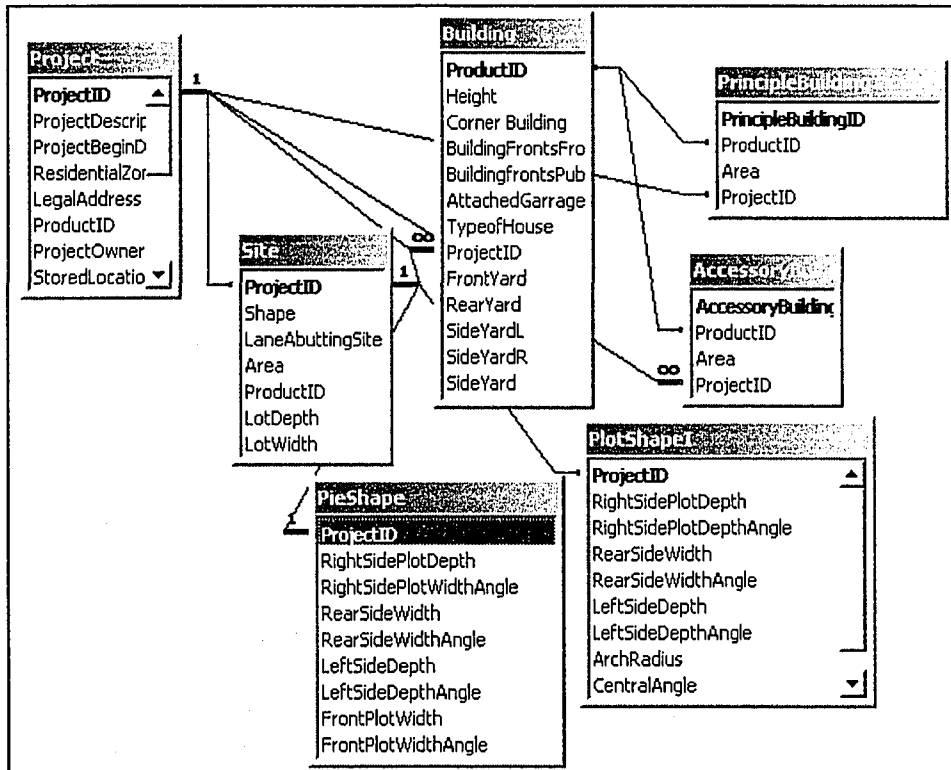 Project
ProjectID
ProjectDescrip
ProjectBeginD
ResidentialZor
LegalAddress
ProductID
ProjectOwner
StoredLocatio
1
Site
ProjectID
Shape
LaneAbuttingSite
Area
ProductID
LotDepth
LotWidth
1
∞
Building
ProductID
Height
Corner Building
BuildingFrontsFro
BuildingfrontsPub
AttachedGarrage
TypeofHouse
ProjectID
FrontYard
RearYard
SideYardL
SideYardR
SideYard
PrincipleBuilding
PrincipleBuildingID
ProductID
Area
ProjectID
AccessoryBuilding
ProductID
Area
ProjectID
∞
PieShape
1
ProjectID
RightSidePlotDepth
RightSidePlotWidthAngle
RearSideWidth
RearSideWidthAngle
LeftSideDepth
LeftSideDepthAngle
FrontPlotWidth
FrontPlotWidthAngle
PlotShapeI
ProjectID
RightSidePlotDepth
RightSidePlotDepthAngle
RearSideWidth
RearSideWidthAngle
LeftSideDepth
LeftSideDepthAngle
ArchRadius
CentralAngle